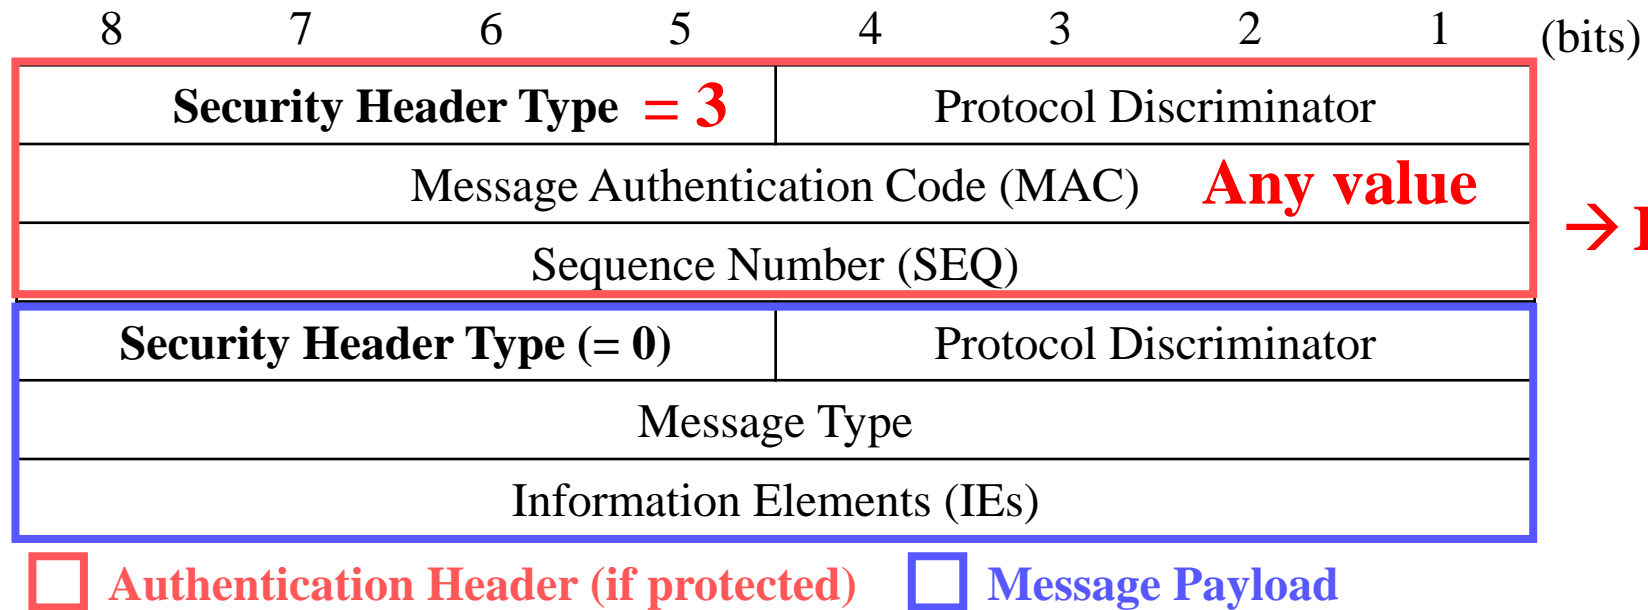 8 7 6 5 4 3 2 1 (bits)
Security Header Type = 3 Protocol Discriminator
Message Authentication Code (MAC) Any value
→
Sequence Number (SEQ)
Security Header Type (= 0) Protocol Discriminator
Message Type
Information Elements (IEs)
Authentication Header (if protected) Message Payload